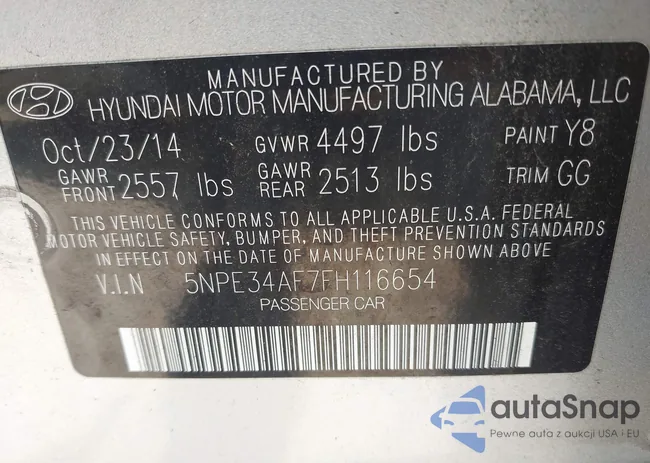 MANUFACTURED BY
HYUNDAI MOTOR MANUFACTURING ALABAMA, LLC
Oct/23/14 GVWR 4497 lbs PAINT Y8
GAWR FRONT 2557 lbs GAWR REAR 2513 lbs TRIM GG
THIS VEHICLE CONFORMS TO ALL APPLICABLE U.S.A. FEDERAL
MOTOR VEHICLE SAFETY, BUMPER, AND THEFT PREVENTION STANDARDS
IN EFFECT ON THE DATE OF MANUFACTURE SHOWN ABOVE
V.I.N 5NPE34AF7FH116654
PASSENGER CAR
autaSnap
Pewne auta z aukcji USA i EU